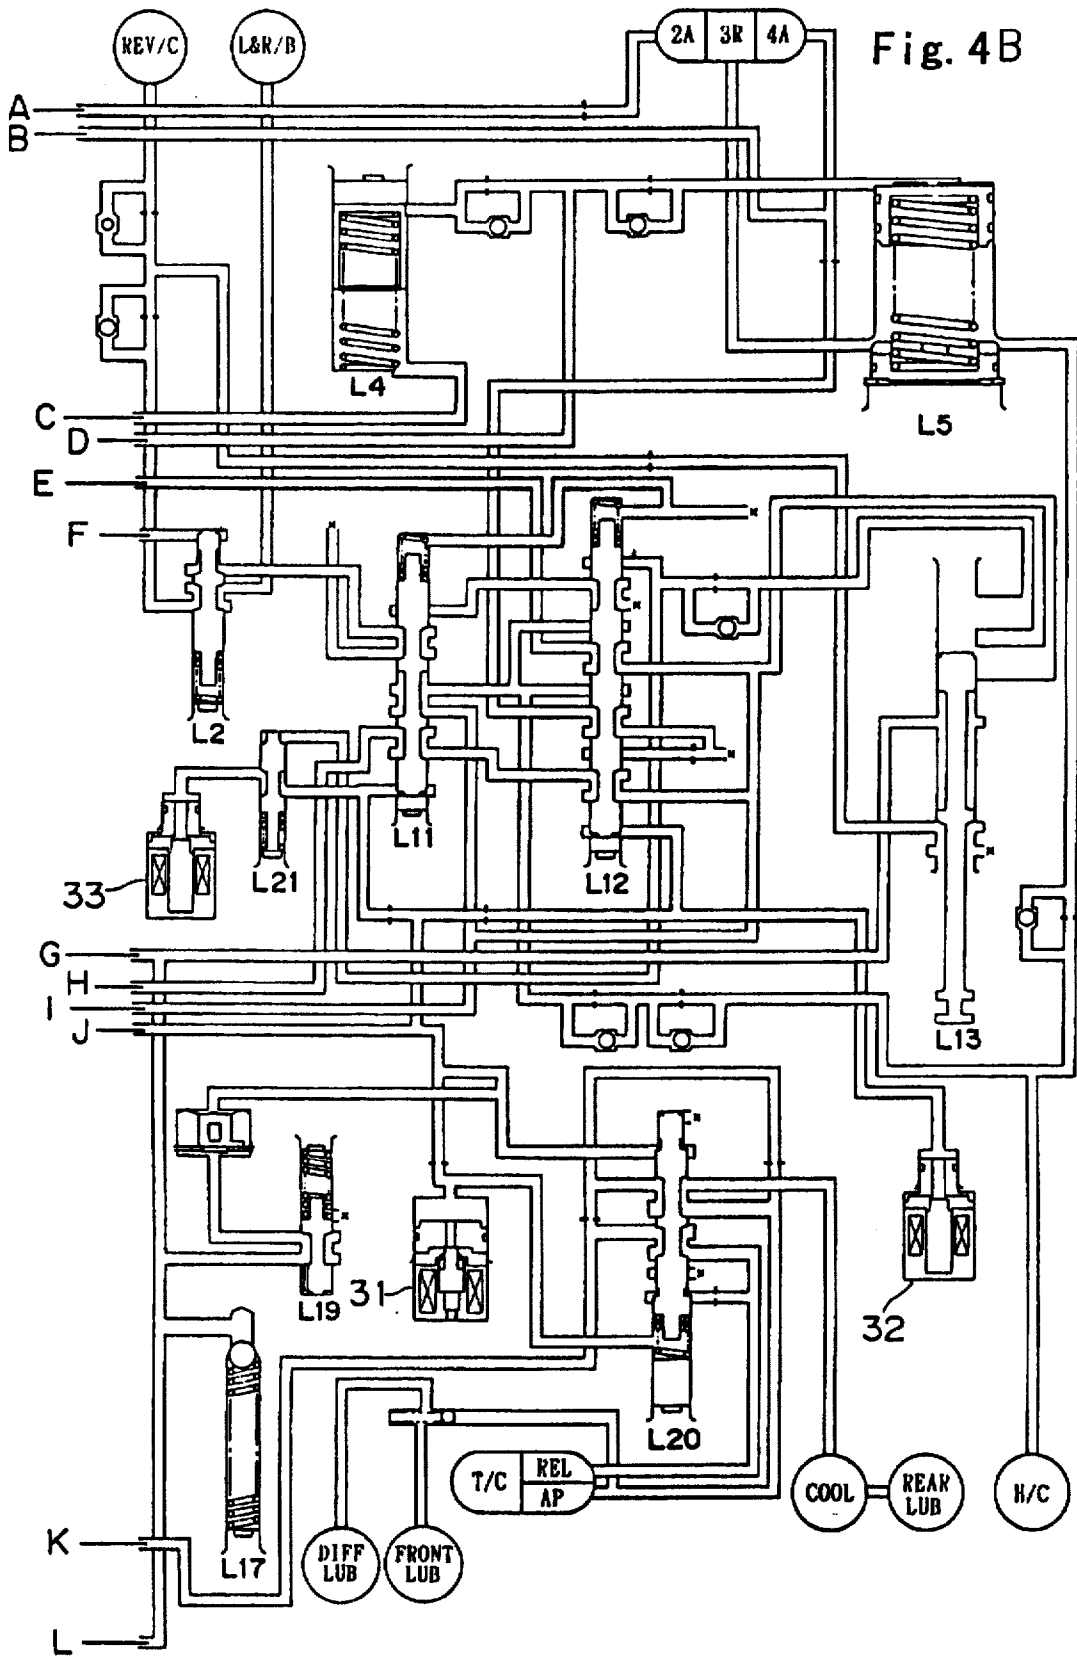 REV/C
L&R/B
2A 3R 4A
Fig. 4B
A
B
L4
L5
C
D
E
F
L2
L11
L21
L12
33
G
H
I
J
L13
L19
31
32
L20
T/C
REL
AP
COOL
REAR
LUB
H/C
K
L17
DIFF
LUB
FRONT
LUB
L